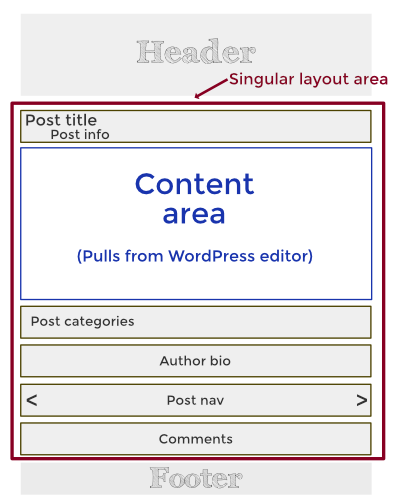 Header
Singular layout area
Post title
Post info
Content
area
(Pulls from WordPress editor)
Post categories
Author bio
< Post nav >
Comments
Footer